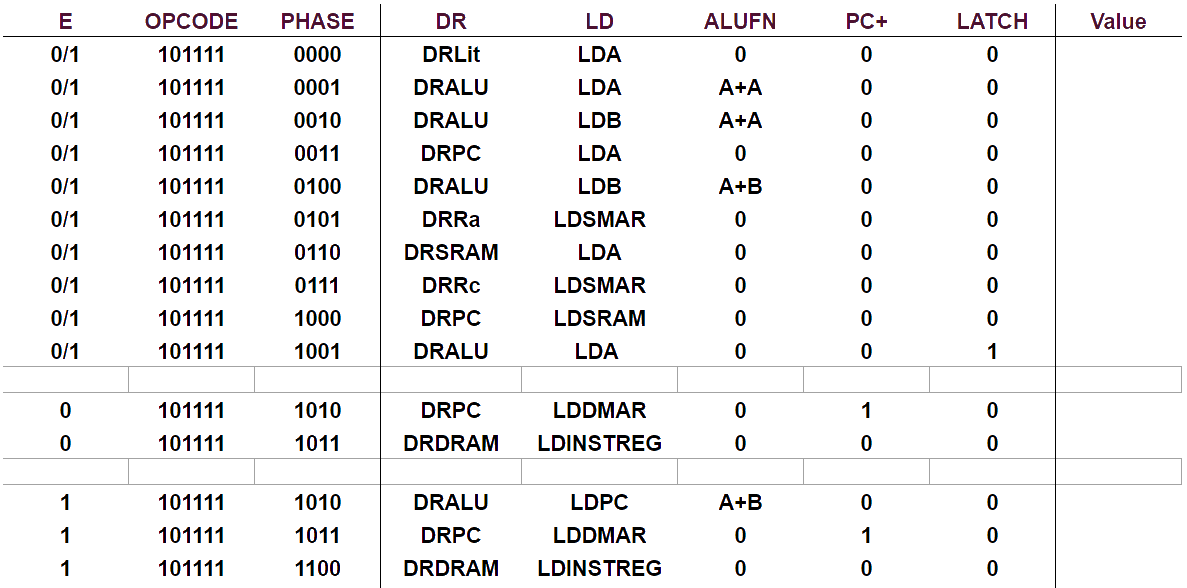 E OPCODE PHASE DR LD ALUFN PC+ LATCH Value
0/1 101111 0000 DRLit LDA 0 0 0
0/1 101111 0001 DRALU LDA A+A 0 0
0/1 101111 0010 DRALU LDB A+A 0 0
0/1 101111 0011 DRPC LDA 0 0 0
0/1 101111 0100 DRALU LDB A+B 0 0
0/1 101111 0101 DRRa LDSMAR 0 0 0
0/1 101111 0110 DRSRAM LDA 0 0 0
0/1 101111 0111 DRRc LDSMAR 0 0 0
0/1 101111 1000 DRPC LDSRAM 0 0 0
0/1 101111 1001 DRALU LDA 0 0 1
0 101111 1010 DRPC LDDMAR 0 1 0
0 101111 1011 DRDRAM LDINSTREG 0 0 0
1 101111 1010 DRALU LDPC A+B 0 0
1 101111 1011 DRPC LDDMAR 0 1 0
1 101111 1100 DRDRAM LDINSTREG 0 0 0